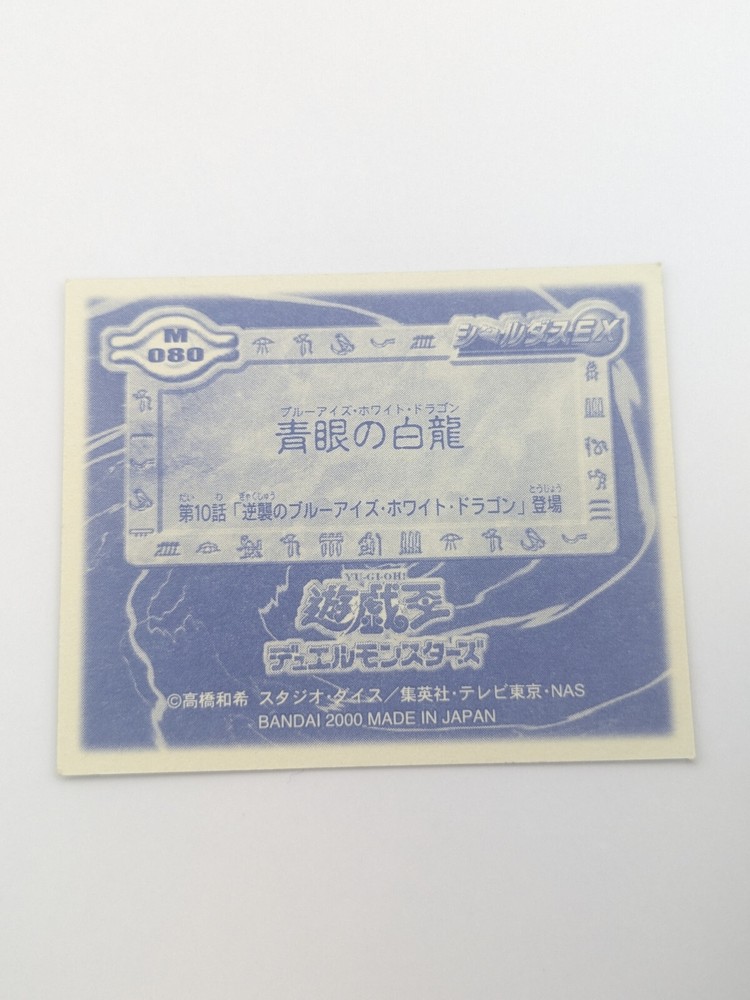 M
080
シールダスEX
ブルーアイズ・ホワイト・ドラゴン
青眼の白龍
だい わ ぎゃくしゅう とうじょう
第10話「逆襲のブルーアイズ・ホワイト・ドラゴン」登場
YU-GI-OH!
遊戯王
デュエルモンスターズ
©高橋和希 スタジオ・ダイス／集英社・テレビ東京・NAS
BANDAI 2000 MADE IN JAPAN